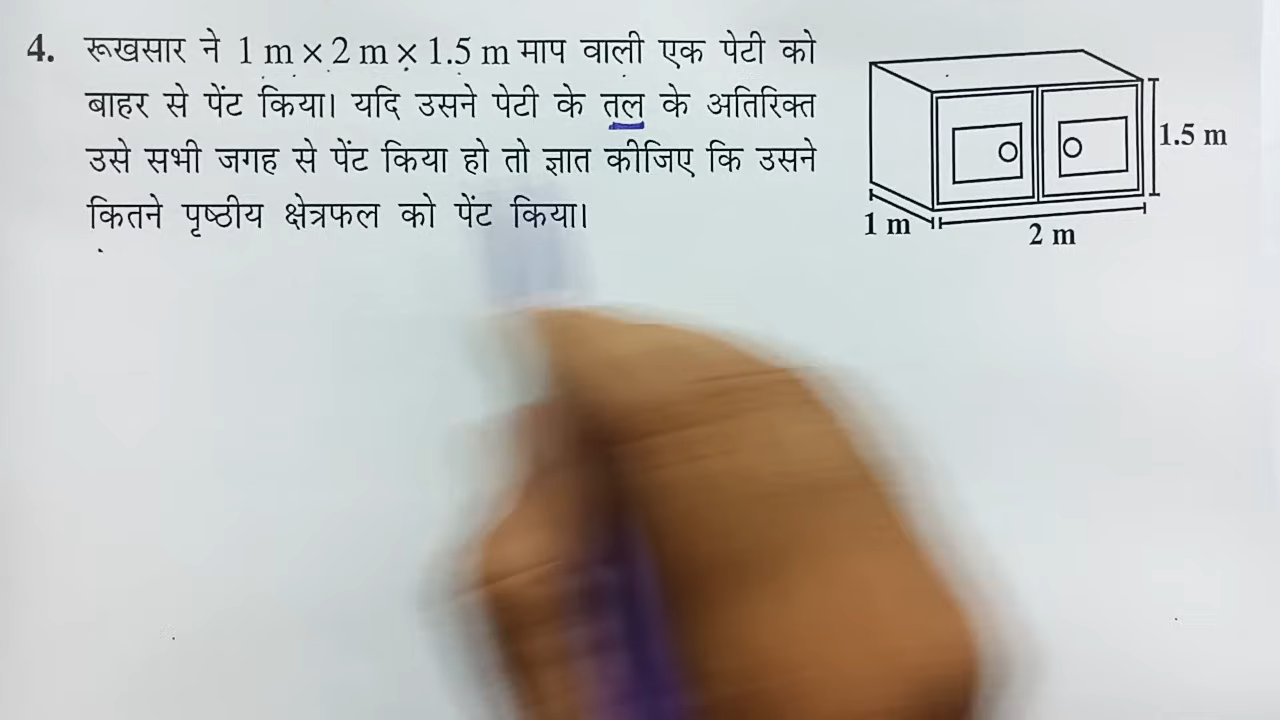 4. रूखसार ने 1 m × 2 m × 1.5 m माप वाली एक पेटी को
बाहर से पेंट किया। यदि उसने पेटी के तल के अतिरिक्त
उसे सभी जगह से पेंट किया हो तो ज्ञात कीजिए कि उसने
कितने पृष्ठीय क्षेत्रफल को पेंट किया।
1.5 m
1 m
2 m